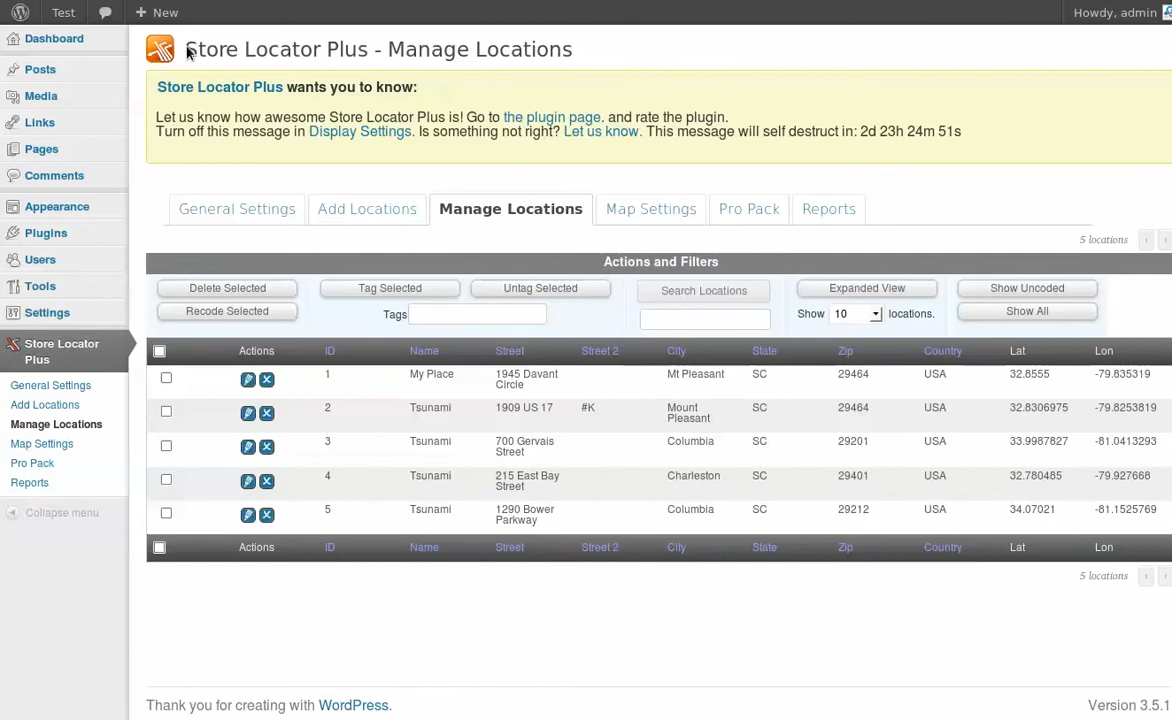 Test
New
Howdy, admin
Dashboard
Posts
Media
Links
Pages
Comments
Appearance
Plugins
Users
Tools
Settings
Store Locator
Plus
General Settings
Add Locations
Manage Locations
Map Settings
Pro Pack
Reports
Collapse menu
Store Locator Plus - Manage Locations
Store Locator Plus wants you to know:
Let us know how awesome Store Locator Plus is! Go to the plugin page. and rate the plugin.
Turn off this message in Display Settings. Is something not right? Let us know. This message will self destruct in: 2d 23h 24m 51s
General Settings Add Locations Manage Locations Map Settings Pro Pack Reports
5 locations ‹ ›
Actions and Filters
Delete Selected Tag Selected Untag Selected Search Locations Expanded View Show Uncoded
Recode Selected Tags Show 10 locations. Show All
Actions ID Name Street Street 2 City State Zip Country Lat Lon
1 My Place 1945 Davant Mt Pleasant SC 29464 USA 32.8555 -79.835319
Circle
2 Tsunami 1909 US 17 #K Mount SC 29464 USA 32.8306975 -79.8253819
Pleasant
3 Tsunami 700 Gervais Columbia SC 29201 USA 33.9987827 -81.0413293
Street
4 Tsunami 215 East Bay Charleston SC 29401 USA 32.780485 -79.927668
Street
5 Tsunami 1290 Bower Columbia SC 29212 USA 34.07021 -81.1525769
Parkway
Actions ID Name Street Street 2 City State Zip Country Lat Lon
5 locations ‹ ›
Thank you for creating with WordPress.
Version 3.5.1